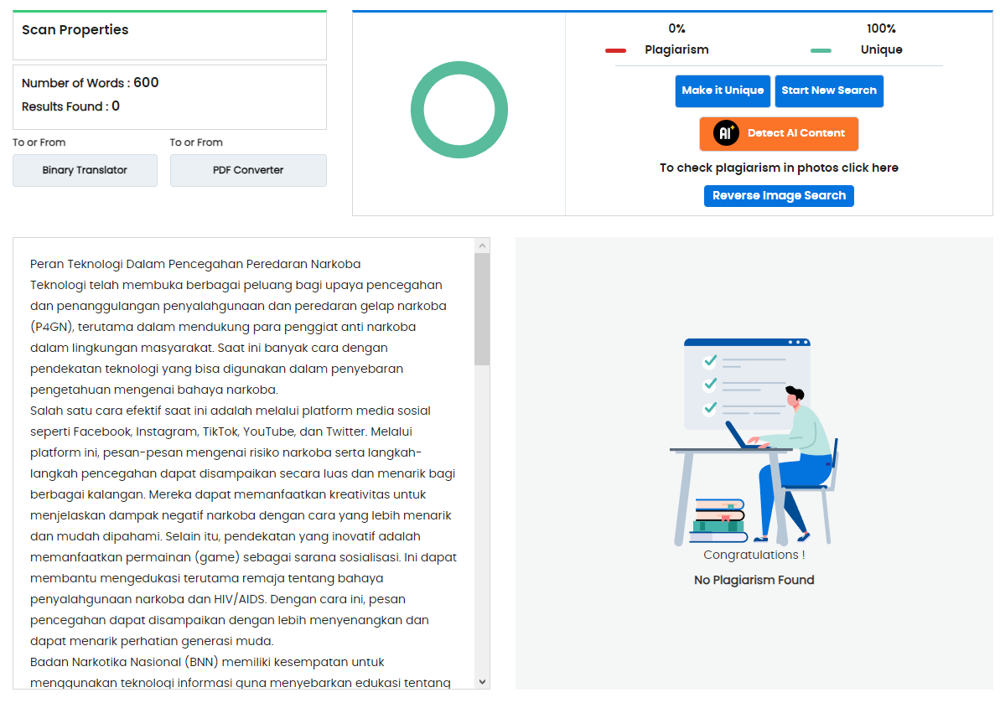 Scan Properties
Number of Words : 600
Results Found : 0
To or From
To or From
Binary Translator
PDF Converter
0%
Plagiarism
100%
Unique
Make it Unique
Start New Search
AI
Detect AI Content
To check plagiarism in photos click here
Reverse Image Search
Peran Teknologi Dalam Pencegahan Peredaran Narkoba
Teknologi telah membuka berbagai peluang bagi upaya pencegahan
dan penanggulangan penyalahgunaan dan peredaran gelap narkoba
(P4GN), terutama dalam mendukung para penggiat anti narkoba
dalam lingkungan masyarakat. Saat ini banyak cara dengan
pendekatan teknologi yang bisa digunakan dalam penyebaran
pengetahuan mengenai bahaya narkoba.
Salah satu cara efektif saat ini adalah melalui platform media sosial
seperti Facebook, Instagram, TikTok, YouTube, dan Twitter. Melalui
platform ini, pesan-pesan mengenai risiko narkoba serta langkah-
langkah pencegahan dapat disampaikan secara luas dan menarik bagi
berbagai kalangan. Mereka dapat memanfaatkan kreativitas untuk
menjelaskan dampak negatif narkoba dengan cara yang lebih menarik
dan mudah dipahami. Selain itu, pendekatan yang inovatif adalah
memanfaatkan permainan (game) sebagai sarana sosialisasi. Ini dapat
membantu mengedukasi terutama remaja tentang bahaya
penyalahgunaan narkoba dan HIV/AIDS. Dengan cara ini, pesan
pencegahan dapat disampaikan dengan lebih menyenangkan dan
dapat menarik perhatian generasi muda.
Badan Narkotika Nasional (BNN) memiliki kesempatan untuk
menggunakan teknologi informasi guna menyebarkan edukasi tentang
Congratulations !
No Plagiarism Found